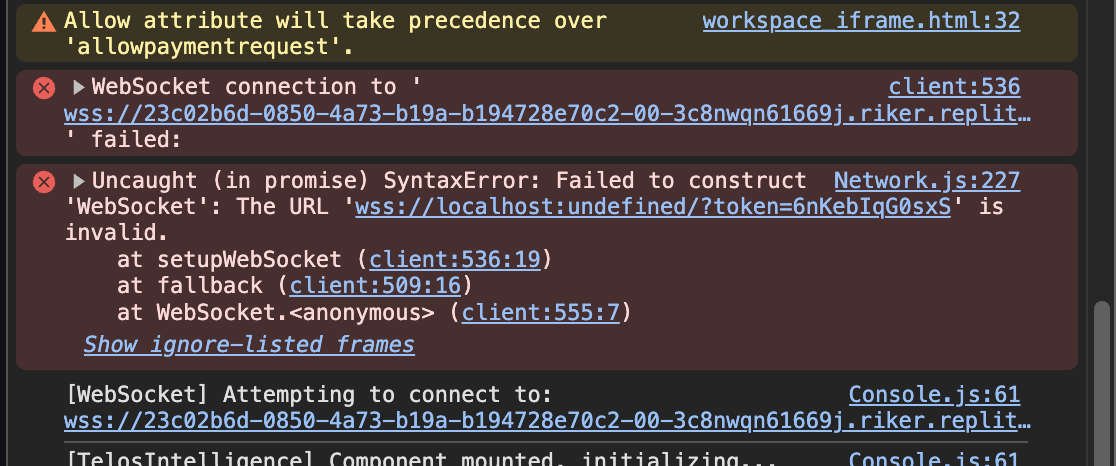 Allow attribute will take precedence over workspace_iframe.html:32
'allowpaymentrequest'.
▶WebSocket connection to ' client:536
wss://23c02b6d-0850-4a73-b19a-b194728e70c2-00-3c8nwqn61669j.riker.replit…
' failed:
▶Uncaught (in promise) SyntaxError: Failed to construct Network.js:227
'WebSocket': The URL 'wss://localhost:undefined/?token=6nKebIqG0sxS' is
invalid.
at setupWebSocket (client:536:19)
at fallback (client:509:16)
at WebSocket.<anonymous> (client:555:7)
Show ignore-listed frames
[WebSocket] Attempting to connect to: Console.js:61
wss://23c02b6d-0850-4a73-b19a-b194728e70c2-00-3c8nwqn61669j.riker.replit…
[TelosIntelligence] Component mounted, initializing... Console.js:61